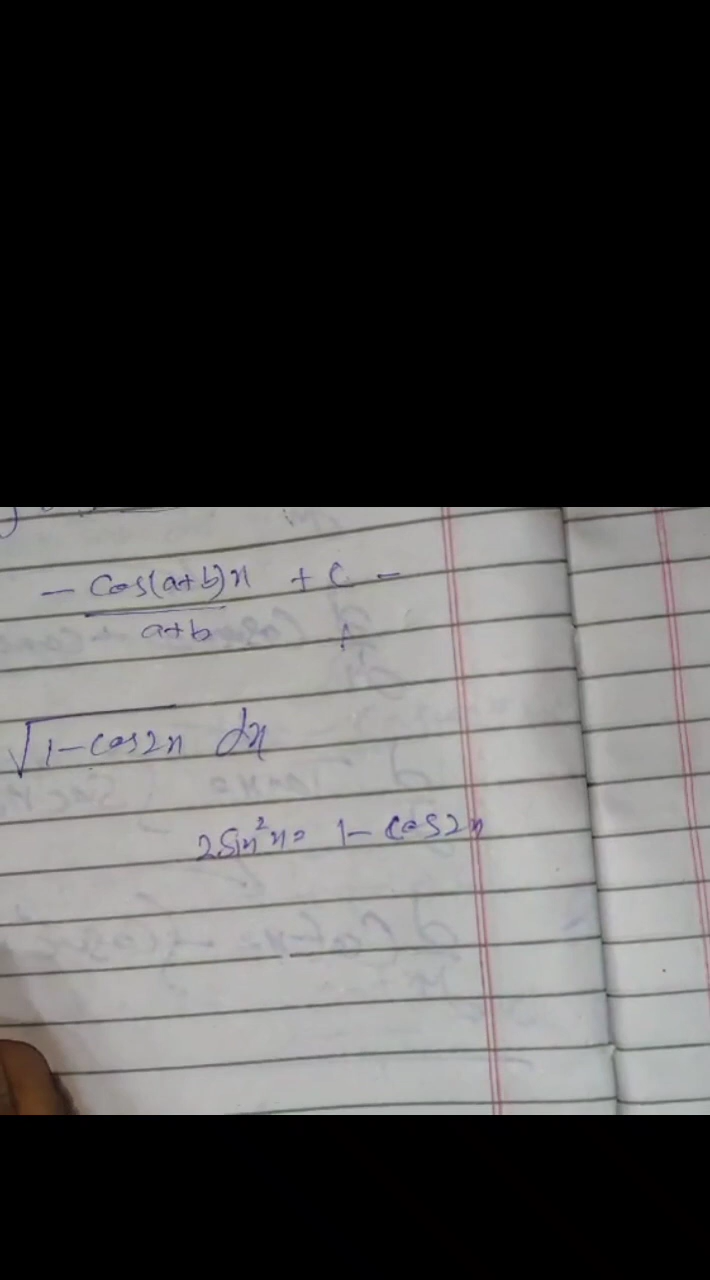 - cos(a+b)x + c -
a+b
√1-cos2x dx
2sin²x = 1 - cos2x